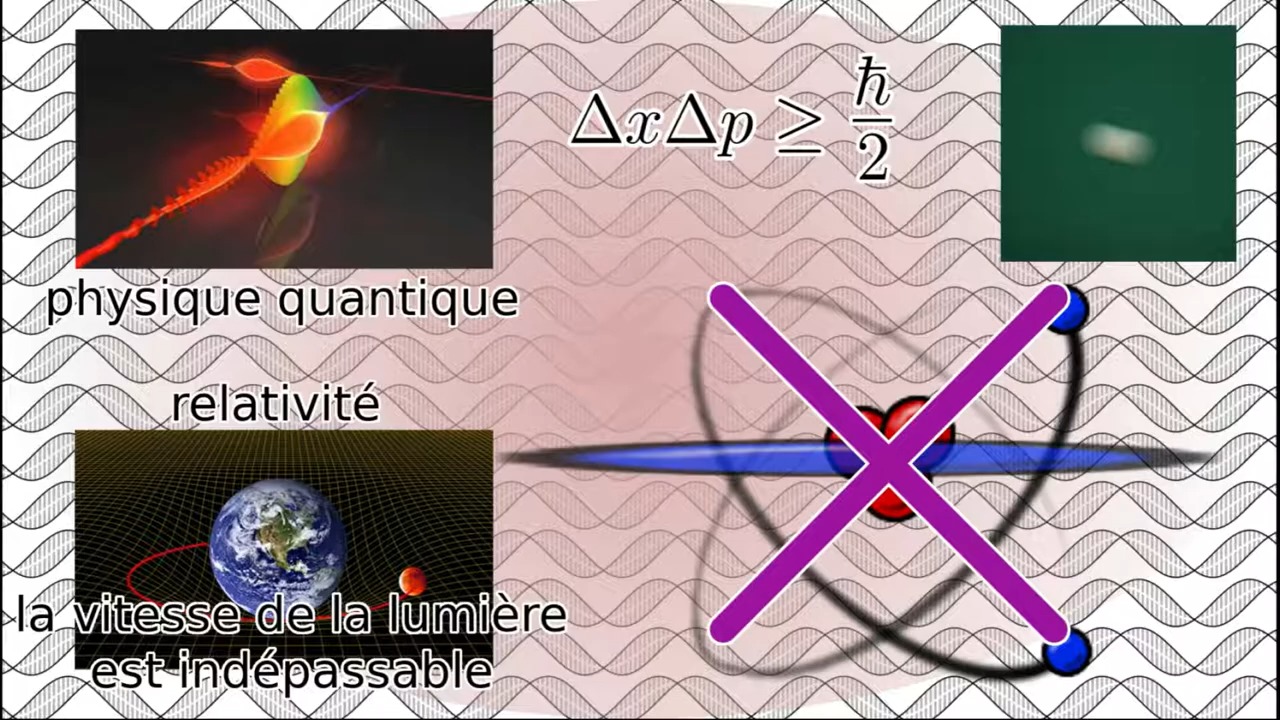 ΔxΔp ≥ ħ/2
physique quantique
relativité
la vitesse de la lumière
est indépassable